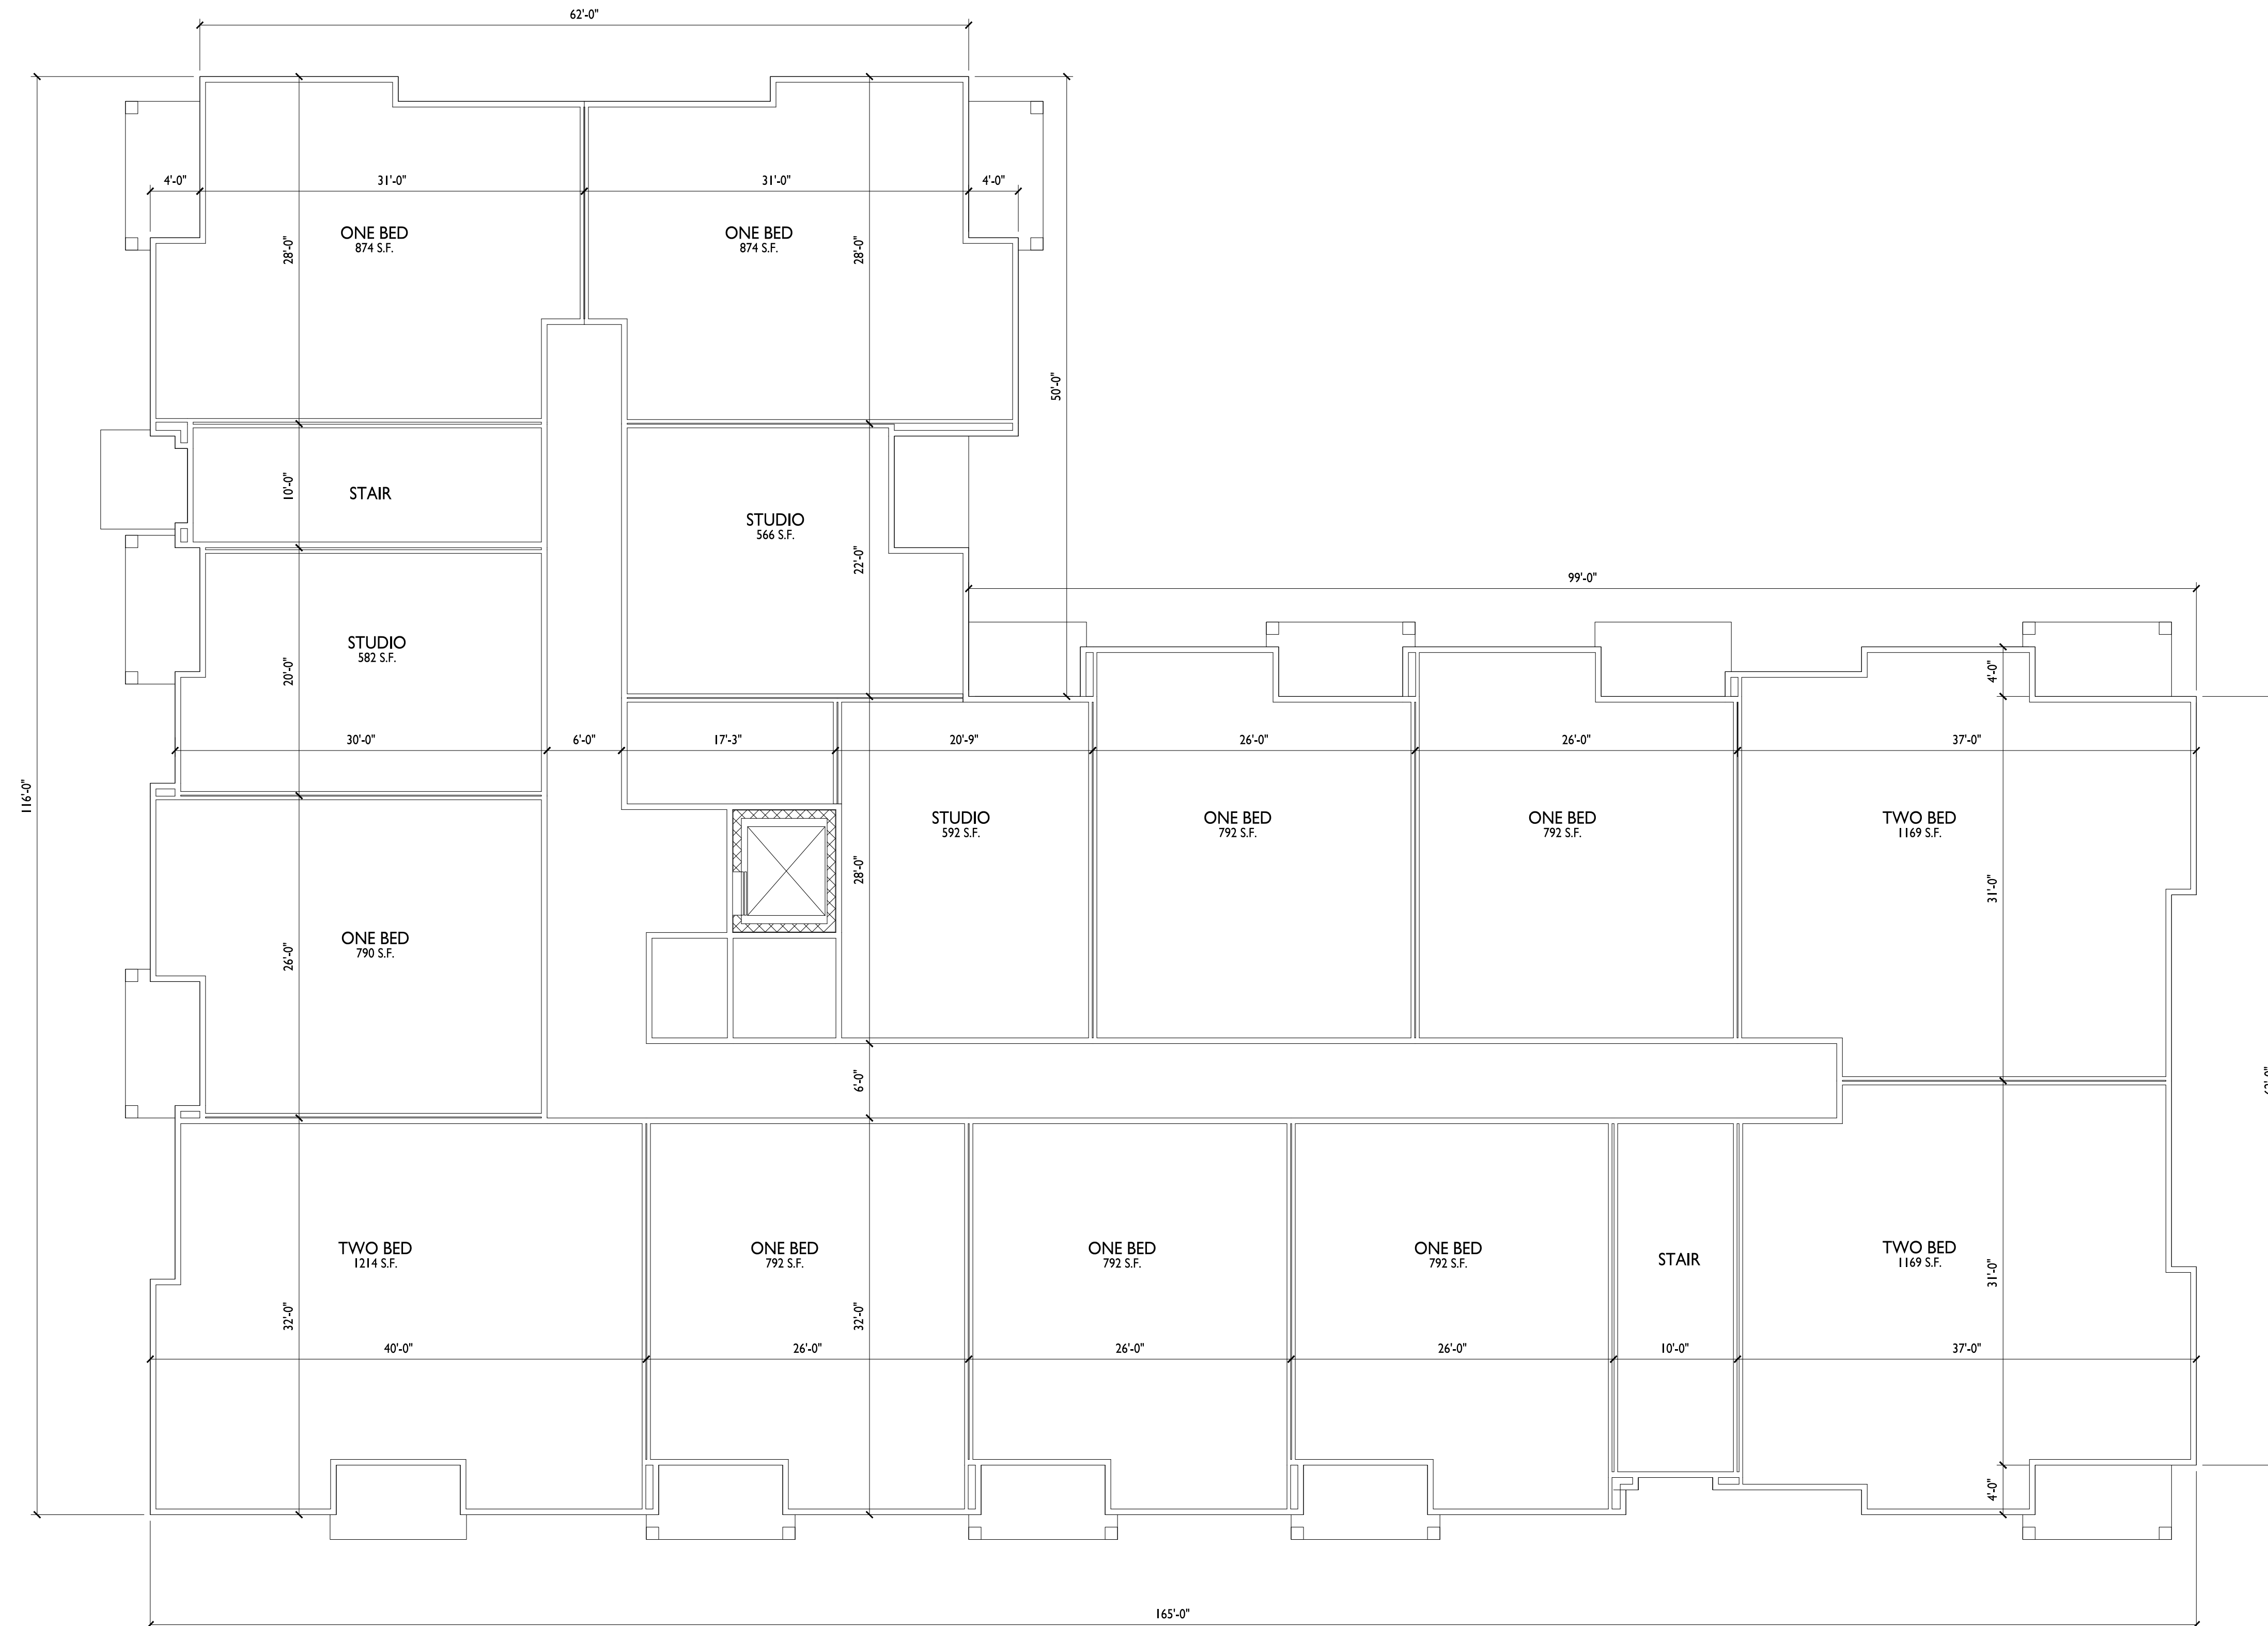 62'-0"
4'-0"
31'-0"
31'-0"
4'-0"
ONE BED
874 S.F.
ONE BED
874 S.F.
28'-0"
28'-0"
50'-0"
STAIR
10'-0"
STUDIO
566 S.F.
22'-0"
99'-0"
STUDIO
582 S.F.
20'-0"
4'-0"
30'-0"
6'-0"
17'-3"
20'-9"
26'-0"
26'-0"
37'-0"
116'-0"
STUDIO
592 S.F.
ONE BED
792 S.F.
ONE BED
792 S.F.
TWO BED
1169 S.F.
28'-0"
31'-0"
ONE BED
790 S.F.
26'-0"
6'-0"
TWO BED
1214 S.F.
ONE BED
792 S.F.
ONE BED
792 S.F.
ONE BED
792 S.F.
STAIR
TWO BED
1169 S.F.
32'-0"
32'-0"
31'-0"
40'-0"
26'-0"
26'-0"
26'-0"
10'-0"
37'-0"
4'-0"
165'-0"